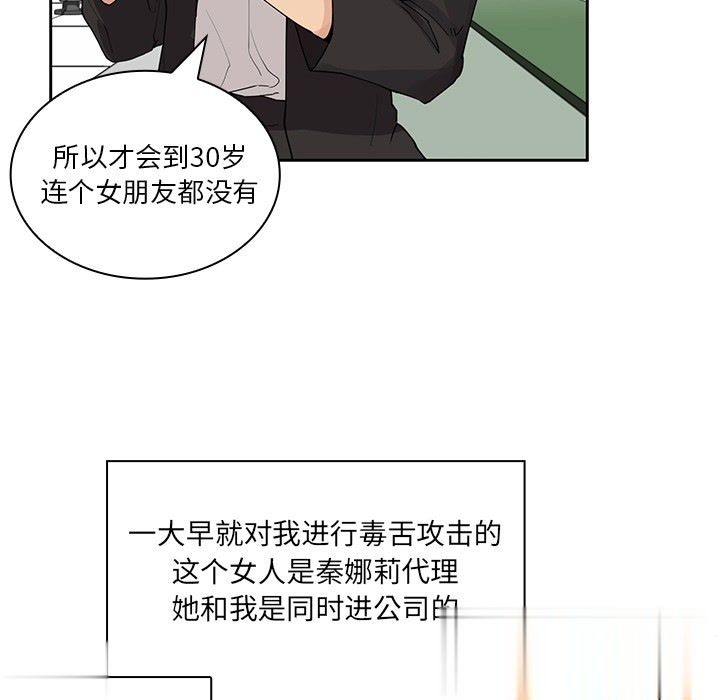 所以才会到30岁
连个女朋友都没有
一大早就对我进行毒舌攻击的
这个女人是秦娜莉代理
她和我是同时进公司的